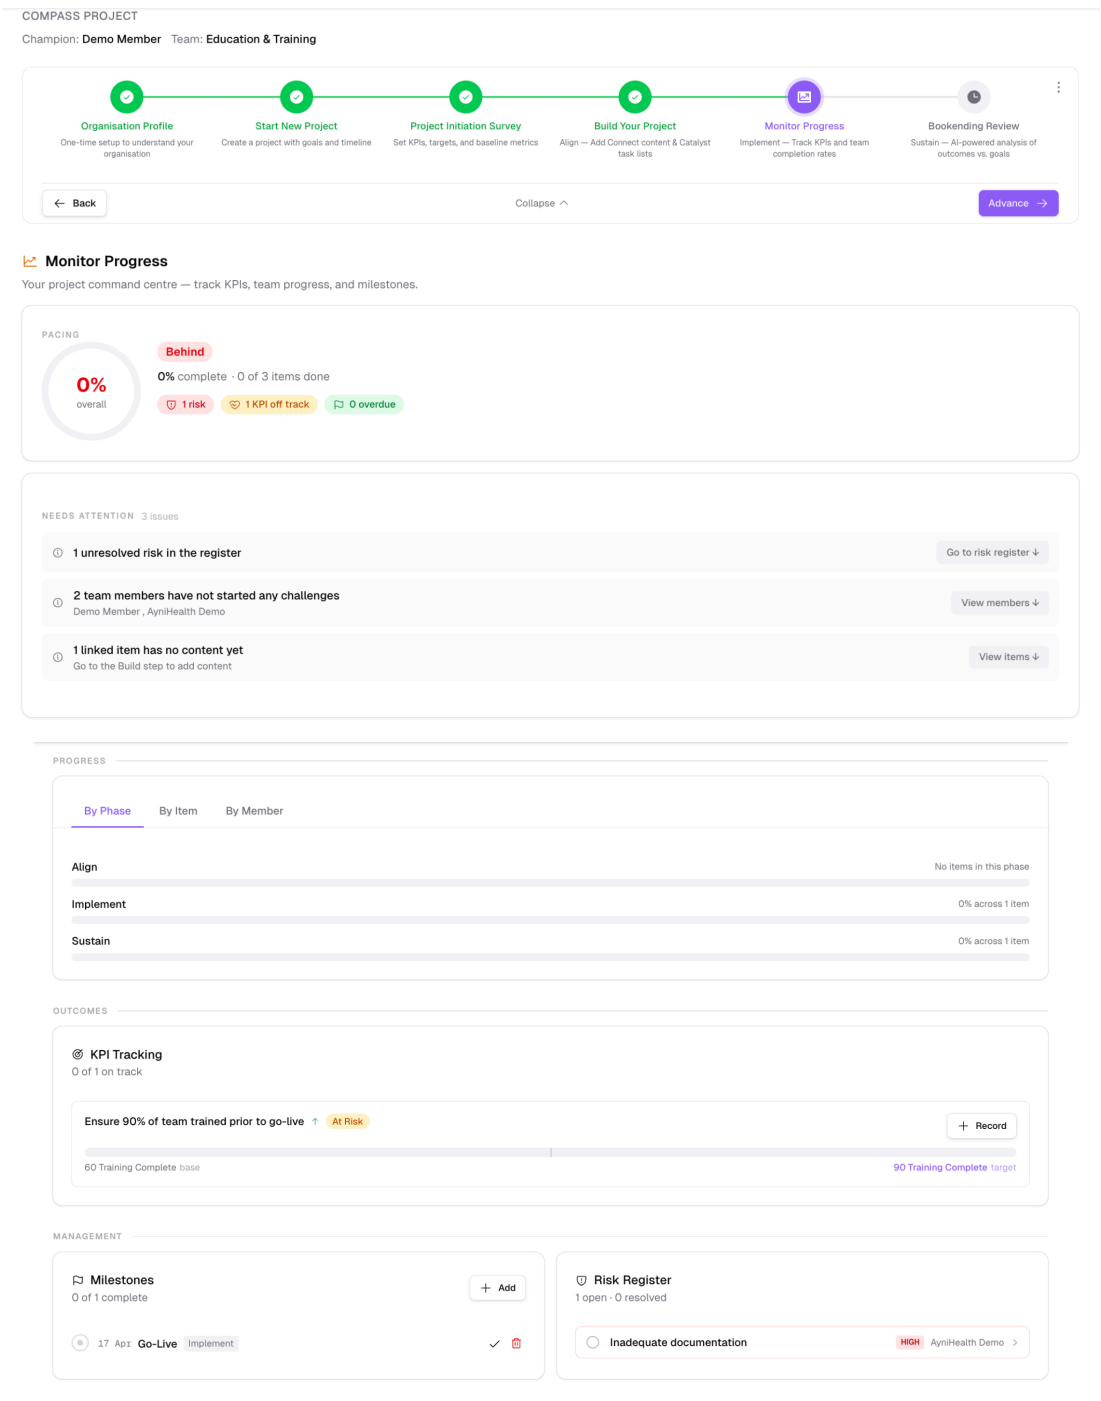 COMPASS PROJECT
Champion: Demo Member Team: Education & Training
Organisation Profile
One-time setup to understand your
organisation
Start New Project
Create a project with goals and timeline
Project Initiation Survey
Set KPIs, targets, and baseline metrics
Build Your Project
Align — Add Connect content & Catalyst
task lists
Monitor Progress
Implement — Track KPIs and team
completion rates
Bookending Review
Sustain — AI-powered analysis of
outcomes vs. goals
Back
Collapse
Advance
Monitor Progress
Your project command centre — track KPIs, team progress, and milestones.
PACING
0%
overall
Behind
0% complete · 0 of 3 items done
1 risk
1 KPI off track
0 overdue
NEEDS ATTENTION 3 issues
1 unresolved risk in the register
Go to risk register ↓
2 team members have not started any challenges
Demo Member , AyniHealth Demo
View members ↓
1 linked item has no content yet
Go to the Build step to add content
View items ↓
PROGRESS
By Phase By Item By Member
Align No items in this phase
Implement 0% across 1 item
Sustain 0% across 1 item
OUTCOMES
KPI Tracking
0 of 1 on track
Ensure 90% of team trained prior to go-live ↑ At Risk
+ Record
60 Training Complete base
90 Training Complete target
MANAGEMENT
Milestones
0 of 1 complete
+ Add
17 Apr Go-Live Implement
Risk Register
1 open · 0 resolved
Inadequate documentation HIGH AyniHealth Demo